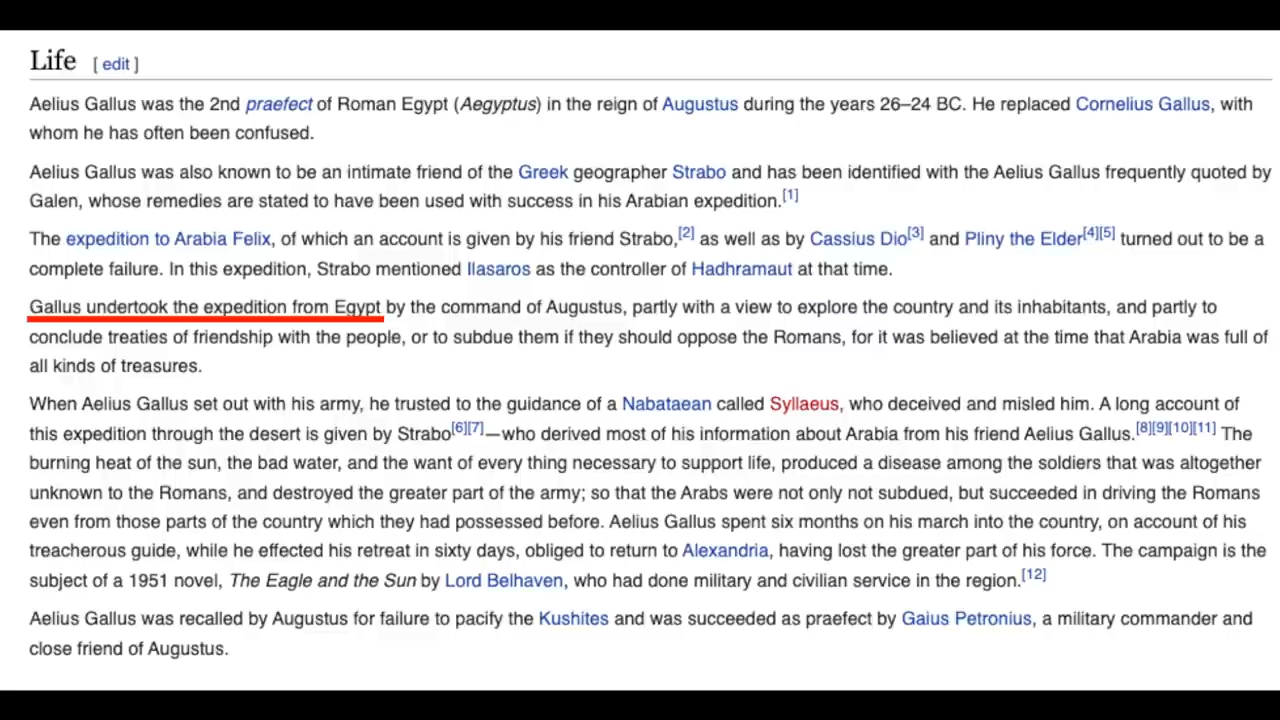 Life [ edit ]
Aelius Gallus was the 2nd praefect of Roman Egypt (Aegyptus) in the reign of Augustus during the years 26–24 BC. He replaced Cornelius Gallus, with
whom he has often been confused.
Aelius Gallus was also known to be an intimate friend of the Greek geographer Strabo and has been identified with the Aelius Gallus frequently quoted by
Galen, whose remedies are stated to have been used with success in his Arabian expedition.[1]
The expedition to Arabia Felix, of which an account is given by his friend Strabo,[2] as well as by Cassius Dio[3] and Pliny the Elder[4][5] turned out to be a
complete failure. In this expedition, Strabo mentioned Ilasaros as the controller of Hadhramaut at that time.
Gallus undertook the expedition from Egypt by the command of Augustus, partly with a view to explore the country and its inhabitants, and partly to
conclude treaties of friendship with the people, or to subdue them if they should oppose the Romans, for it was believed at the time that Arabia was full of
all kinds of treasures.
When Aelius Gallus set out with his army, he trusted to the guidance of a Nabataean called Syllaeus, who deceived and misled him. A long account of
this expedition through the desert is given by Strabo[6][7]—who derived most of his information about Arabia from his friend Aelius Gallus.[8][9][10][11] The
burning heat of the sun, the bad water, and the want of every thing necessary to support life, produced a disease among the soldiers that was altogether
unknown to the Romans, and destroyed the greater part of the army; so that the Arabs were not only not subdued, but succeeded in driving the Romans
even from those parts of the country which they had possessed before. Aelius Gallus spent six months on his march into the country, on account of his
treacherous guide, while he effected his retreat in sixty days, obliged to return to Alexandria, having lost the greater part of his force. The campaign is the
subject of a 1951 novel, The Eagle and the Sun by Lord Belhaven, who had done military and civilian service in the region.[12]
Aelius Gallus was recalled by Augustus for failure to pacify the Kushites and was succeeded as praefect by Gaius Petronius, a military commander and
close friend of Augustus.